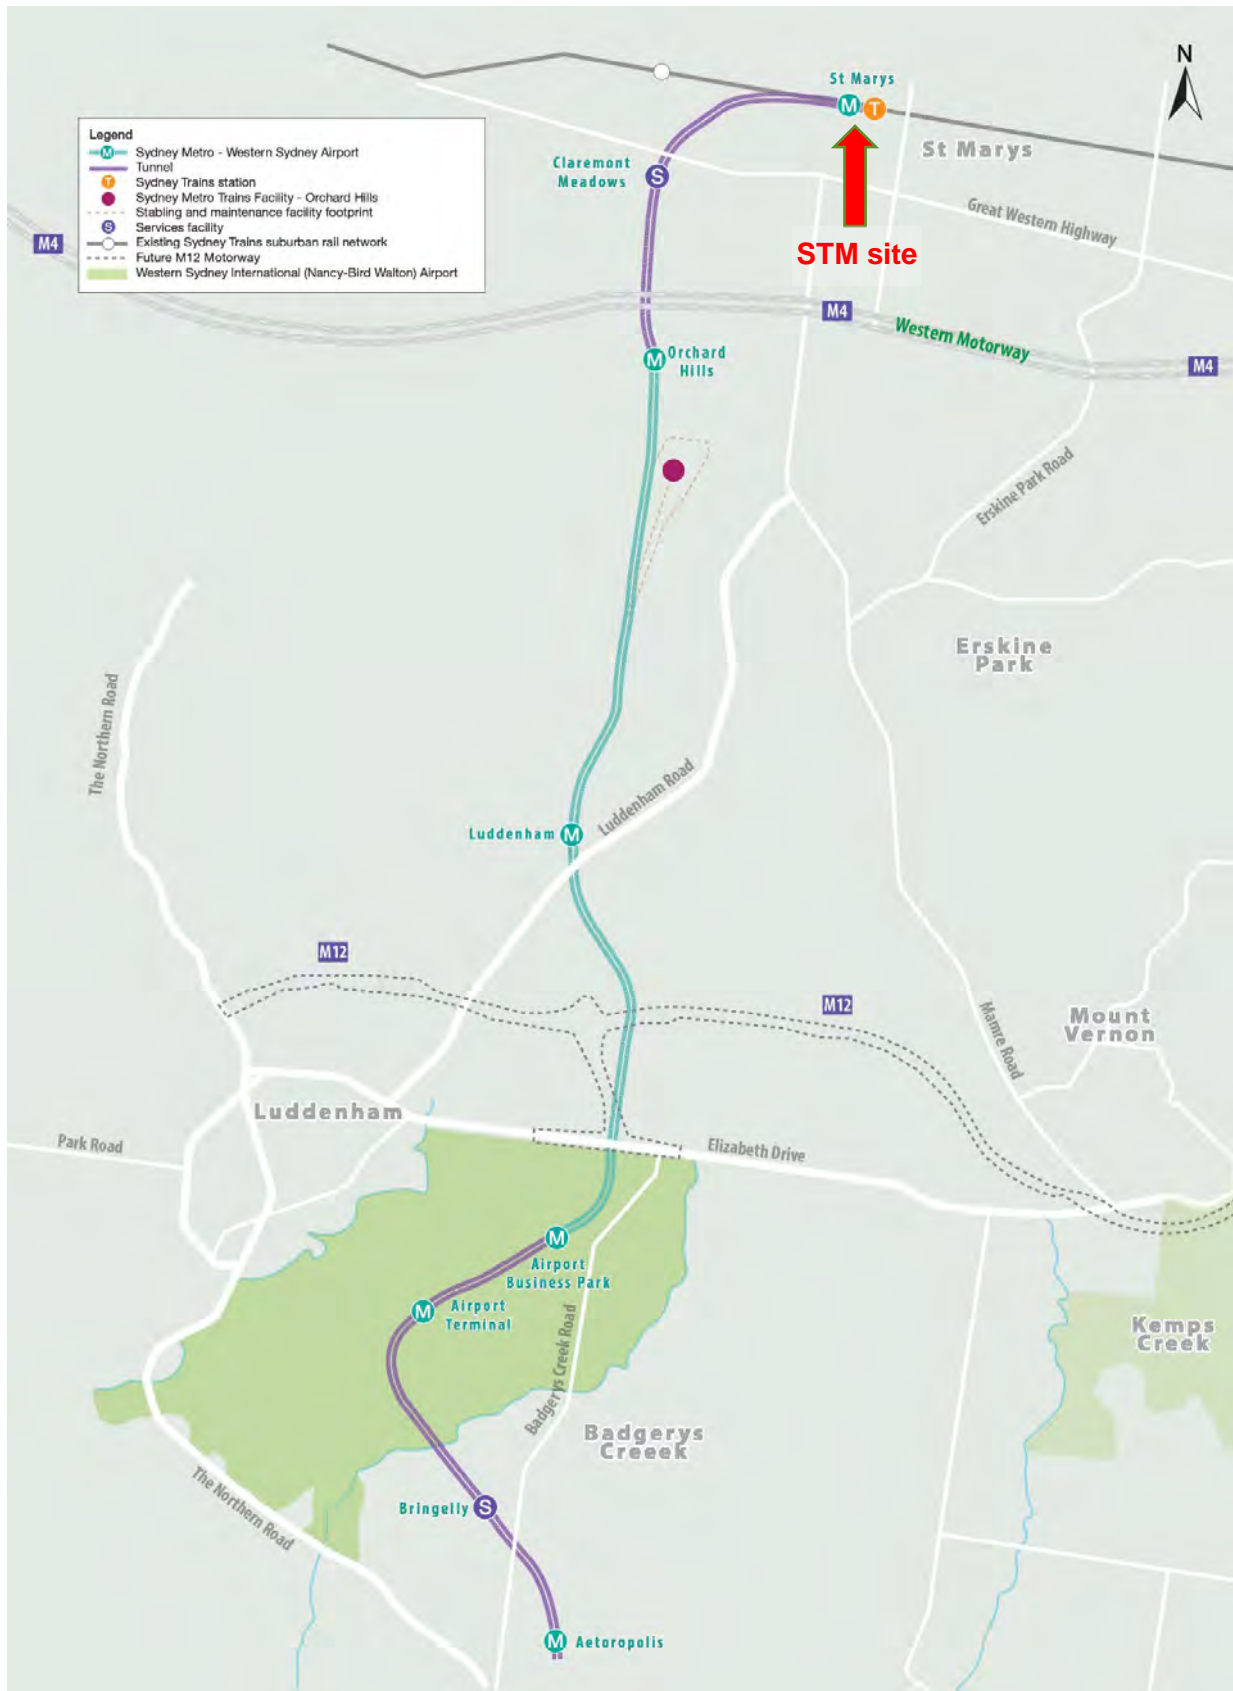 N
St Marys
M
T
St Marys
Legend
M Sydney Metro - Western Sydney Airport
Tunnel
T Sydney Trains station
Sydney Metro Trains Facility - Orchard Hills
Stabling and maintenance facility footprint
S Services facility
Existing Sydney Trains suburban rail network
Future M12 Motorway
Western Sydney International (Nancy-Bird Walton) Airport
Claremont
Meadows
S
Great Western Highway
M4
STM site
M4
Western Motorway
M4
M
Orchard
Hills
Erskine Park Road
Erskine
Park
The Northern Road
Luddenham Road
Luddenham
M
M12
M12
Mamre Road
Mount
Vernon
Luddenham
Park Road
Elizabeth Drive
M
Airport
Business Park
M
Airport
Terminal
Badgerys Creek Road
Kemps
Creek
Badgerys
Creeek
The Northern Road
Bringelly
S
M
Aetoropolis